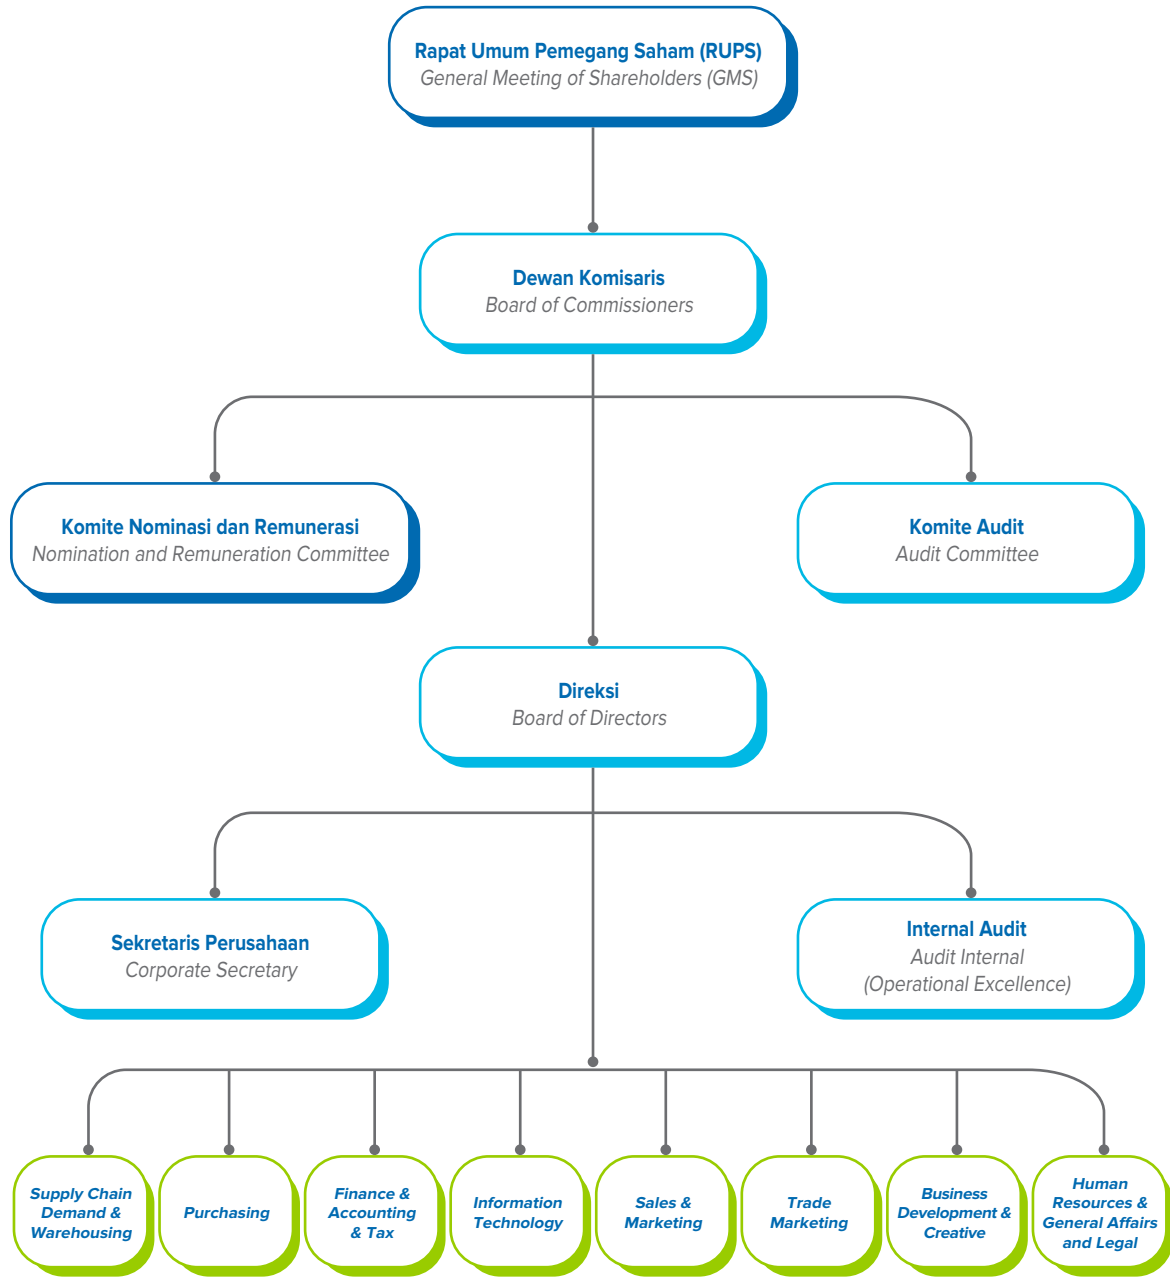 Rapat Umum Pemegang Saham (RUPS)
General Meeting of Shareholders (GMS)
Dewan Komisaris
Board of Commissioners
Komite Nominasi dan Remunerasi
Nomination and Remuneration Committee
Komite Audit
Audit Committee
Direksi
Board of Directors
Sekretaris Perusahaan
Corporate Secretary
Internal Audit
Audit Internal
(Operational Excellence)
Supply Chain
Demand &
Warehousing
Purchasing
Finance &
Accounting
& Tax
Information
Technology
Sales &
Marketing
Trade
Marketing
Business
Development &
Creative
Human
Resources &
General Affairs
and Legal